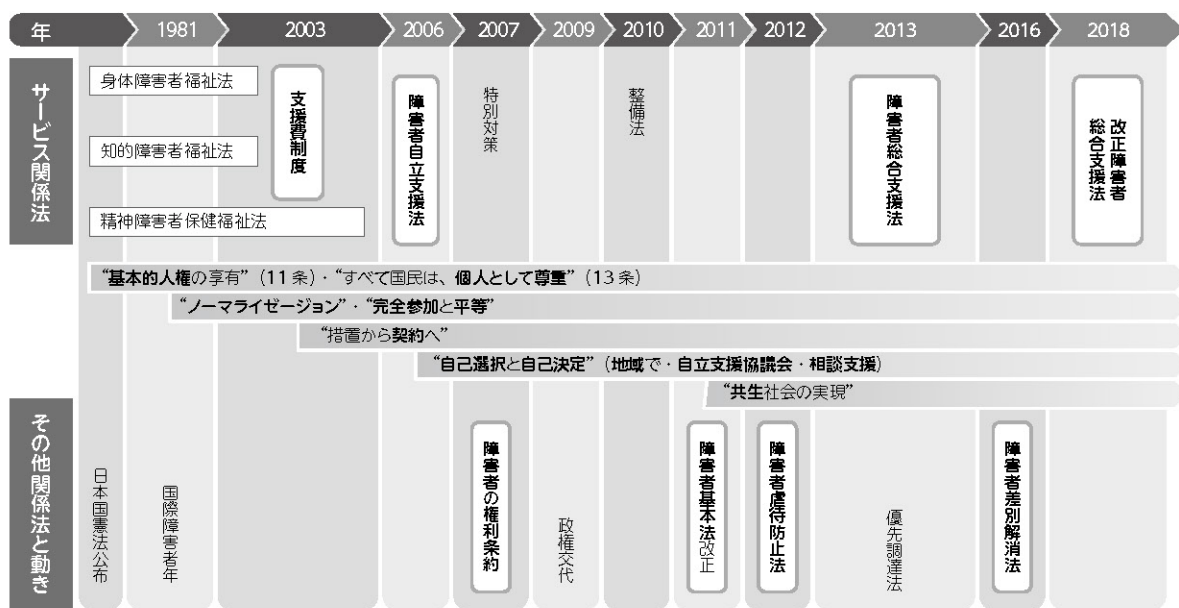 年
1981
2003
2006
2007
2009
2010
2011
2012
2013
2016
2018
サービス関係法
身体障害者福祉法
知的障害者福祉法
精神障害者保健福祉法
支援費制度
障害者自立支援法
特別対策
整備法
障害者総合支援法
改正障害者
総合支援法
“基本的人権の享有”（11条）・“すべて国民は、個人として尊重”（13条）
“ノーマライゼージョン”・“完全参加と平等”
“措置から契約へ”
“自己選択と自己決定”（地域で・自立支援協議会・相談支援）
“共生社会の実現”
その他関係法と動き
日本国憲法公布
国際障害者年
障害者の権利条約
政権交代
障害者基本法改正
障害者虐待防止法
優先調達法
障害者差別解消法